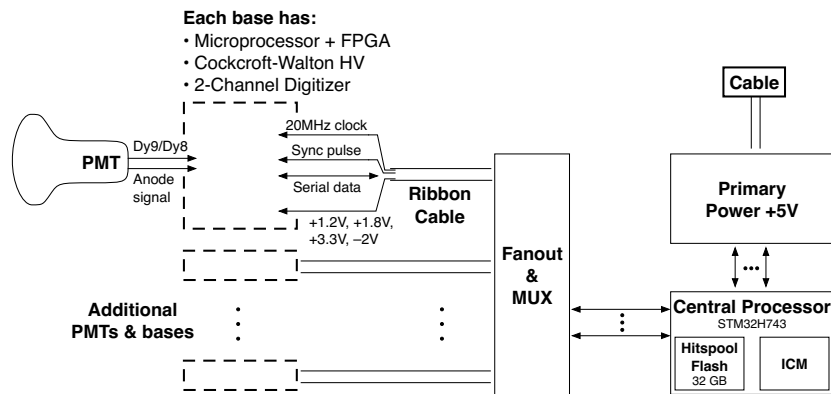 Each base has:
• Microprocessor + FPGA
• Cockcroft-Walton HV
• 2-Channel Digitizer
PMT
Dy9/Dy8
Anode
signal
20MHz clock
Sync pulse
Serial data
+1.2V, +1.8V,
+3.3V, –2V
Ribbon
Cable
Additional
PMTs & bases
Fanout
&
MUX
Cable
Primary
Power +5V
Central Processor
STM32H743
Hitspool
Flash
32 GB
ICM